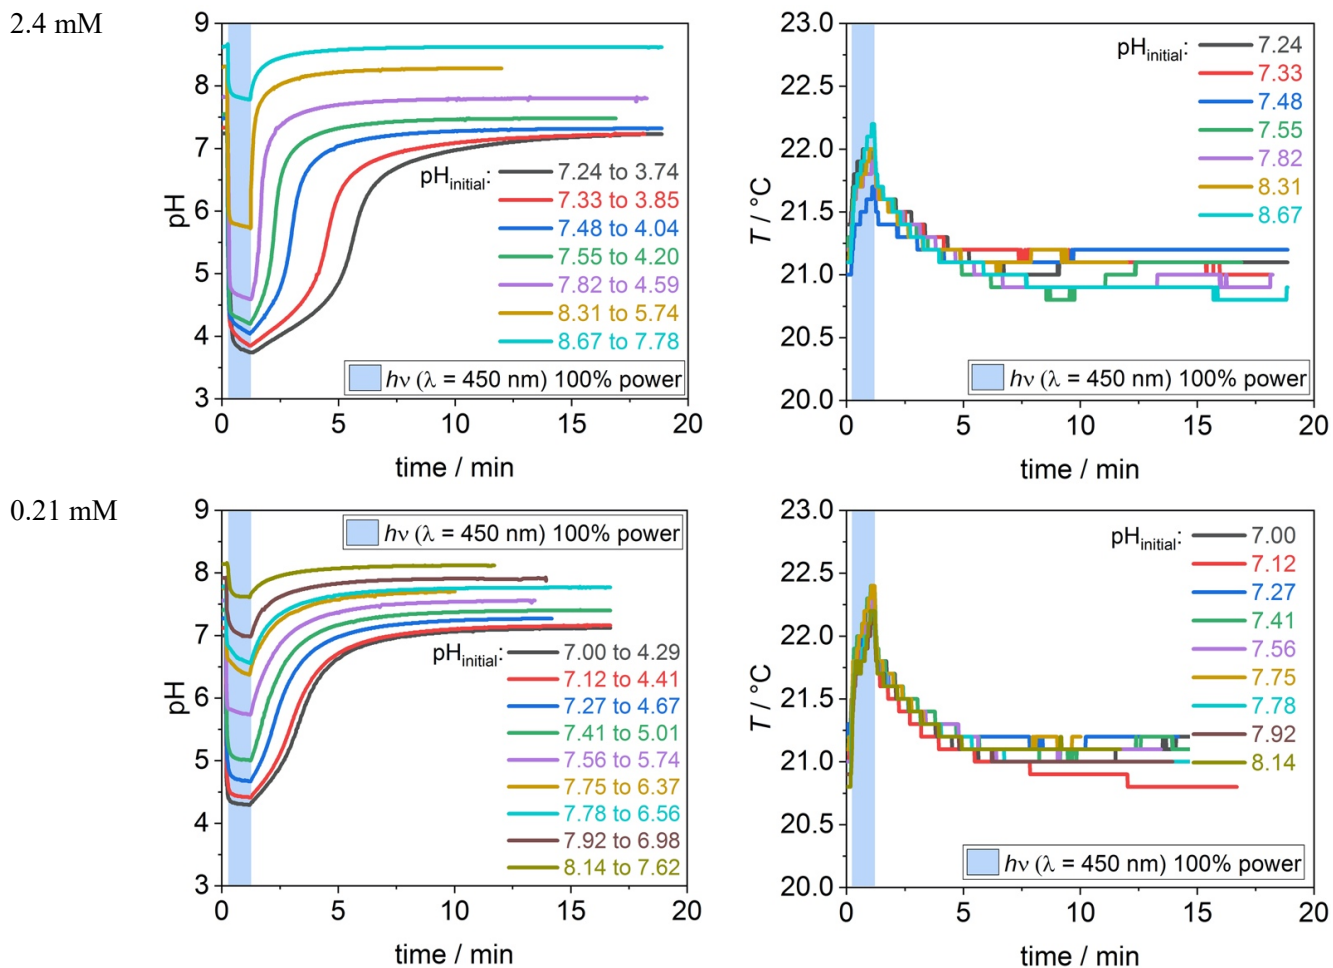 2.4 mM
9
8
7
6
5
4
3
pH
0
5
10
15
20
time / min
pHinitial:
7.24 to 3.74
7.33 to 3.85
7.48 to 4.04
7.55 to 4.20
7.82 to 4.59
8.31 to 5.74
8.67 to 7.78
hν (λ = 450 nm) 100% power
23.0
22.5
22.0
21.5
21.0
20.5
20.0
T / °C
0
5
10
15
20
time / min
pHinitial:
7.24
7.33
7.48
7.55
7.82
8.31
8.67
hν (λ = 450 nm) 100% power
0.21 mM
9
8
7
6
5
4
3
pH
0
5
10
15
20
time / min
hν (λ = 450 nm) 100% power
pHinitial:
7.00 to 4.29
7.12 to 4.41
7.27 to 4.67
7.41 to 5.01
7.56 to 5.74
7.75 to 6.37
7.78 to 6.56
7.92 to 6.98
8.14 to 7.62
23.0
22.5
22.0
21.5
21.0
20.5
20.0
T / °C
0
5
10
15
20
time / min
pHinitial:
7.00
7.12
7.27
7.41
7.56
7.75
7.78
7.92
8.14
hν (λ = 450 nm) 100% power